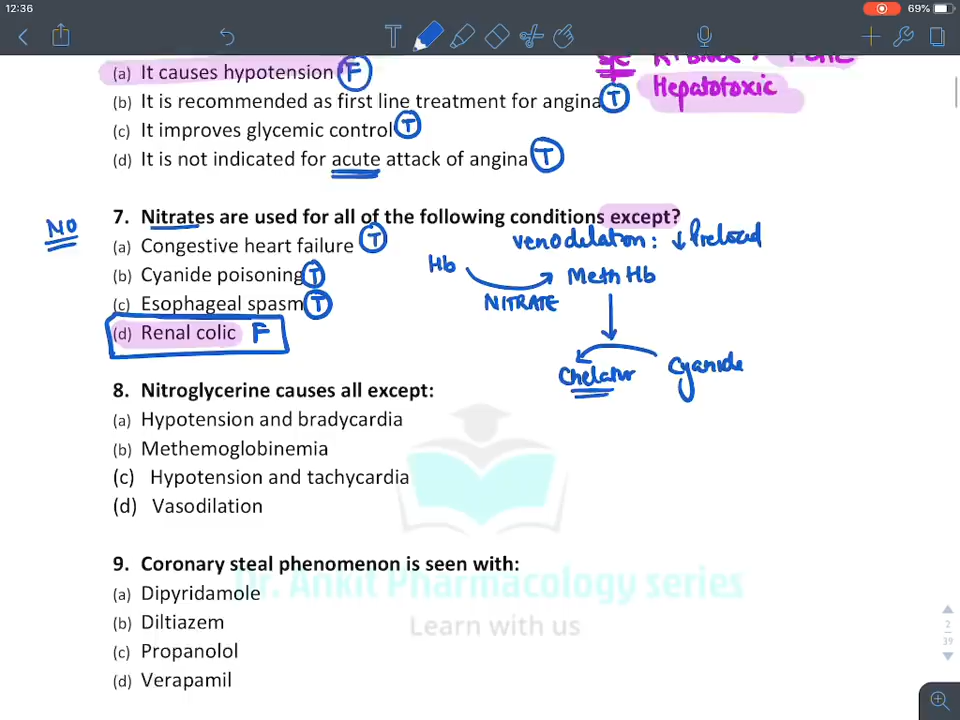 12:36
69%
T
(a) It causes hypotension F
Hepatotoxic
(b) It is recommended as first line treatment for angina T
(c) It improves glycemic control T
(d) It is not indicated for acute attack of angina T
NO
7. Nitrates are used for all of the following conditions except?
venodelation: ↓ Preload
(a) Congestive heart failure T
Hb
Meth Hb
(b) Cyanide poisoning T
NITRATE
(c) Esophageal spasm T
(d) Renal colic F
Cyanide
8. Nitroglycerine causes all except:
(a) Hypotension and bradycardia
(b) Methemoglobinemia
(c) Hypotension and tachycardia
(d) Vasodilation
9. Coronary steal phenomenon is seen with:
Dr. Ankit Pharmacology series
(a) Dipyridamole
(b) Diltiazem
Learn with us
(c) Propanolol
(d) Verapamil
2
39